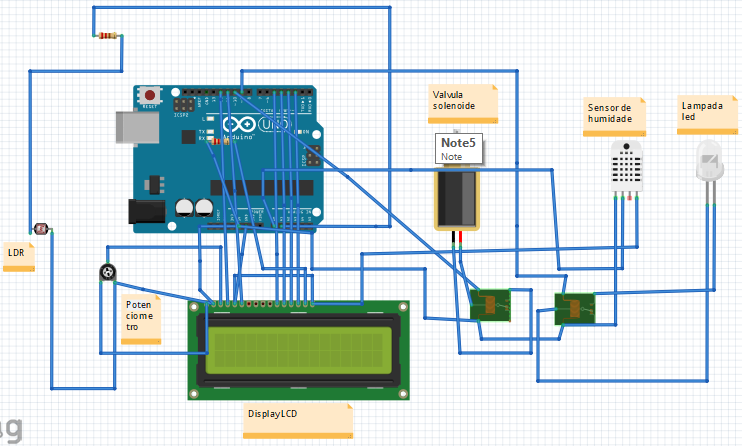 Valvula
solenoide
Sensor de
humidade
Lampada
led
Note5
Note
RESET
ICSP2
L
TX
RX
Arduino
UNO
ON
ICSP
LDR
Poten
ciome
tro
DisplayLCD
g